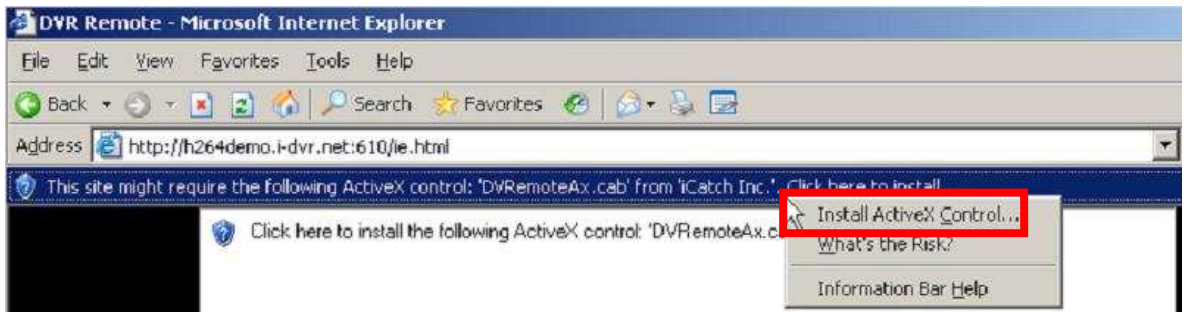 DVR Remote - Microsoft Internet Explorer
File Edit View Favorites Tools Help
Back Search Favorites
Address http://h264demo.i-dvr.net:610/ie.html
This site might require the following ActiveX control: 'DVRemoteAx.cab' from 'iCatch Inc.'. Click here to install...
Click here to install the following ActiveX control: 'DVRemoteAx.c
Install ActiveX Control...
What's the Risk?
Information Bar Help